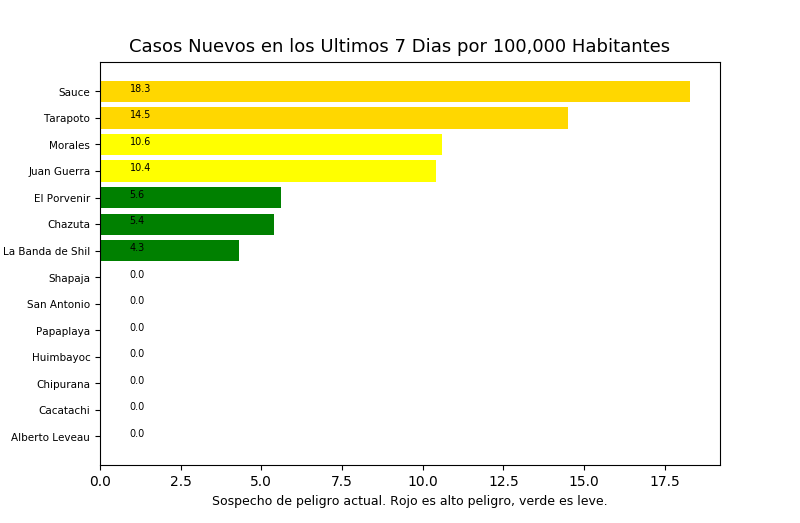 Casos Nuevos en los Ultimos 7 Dias por 100,000 Habitantes
Sauce 18.3
Tarapoto 14.5
Morales 10.6
Juan Guerra 10.4
El Porvenir 5.6
Chazuta 5.4
La Banda de Shil 4.3
Shapaja 0.0
San Antonio 0.0
Papaplaya 0.0
Huimbayoc 0.0
Chipurana 0.0
Cacatachi 0.0
Alberto Leveau 0.0
0.0 2.5 5.0 7.5 10.0 12.5 15.0 17.5
Sospecho de peligro actual. Rojo es alto peligro, verde es leve.